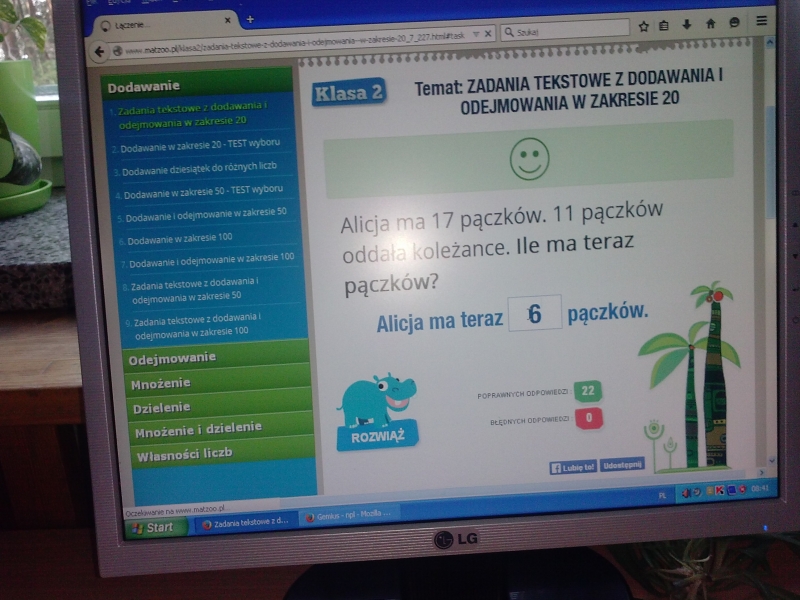 Łączenie...
www.matzoo.pl/klasa2/zadania-tekstowe-z-dodawania-i-odejmowania-w-zakresie-20_7_227.html#task
Szukaj
Dodawanie
1. Zadania tekstowe z dodawania i
odejmowania w zakresie 20
2. Dodawanie w zakresie 20 - TEST wyboru
3. Dodawanie dziesiątek do różnych liczb
4. Dodawanie w zakresie 50 - TEST wyboru
5. Dodawanie i odejmowanie w zakresie 50
6. Dodawanie w zakresie 100
7. Dodawanie i odejmowanie w zakresie 100
8. Zadania tekstowe z dodawania i
odejmowania w zakresie 50
9. Zadania tekstowe z dodawania i
odejmowania w zakresie 100
Odejmowanie
Mnożenie
Dzielenie
Mnożenie i dzielenie
Własności liczb
Klasa 2
Temat: ZADANIA TEKSTOWE Z DODAWANIA I
ODEJMOWANIA W ZAKRESIE 20
Alicja ma 17 pączków. 11 pączków
oddała koleżance. Ile ma teraz
pączków?
Alicja ma teraz 6 pączków.
POPRAWNYCH ODPOWIEDZI: 22
BŁĘDNYCH ODPOWIEDZI: 0
ROZWIĄŻ
Lubię to! Udostępnij
Oczekiwanie na www.matzoo.pl
Start
Zadania tekstowe z d...
Gemius - npl - Mozilla ...
PL
08:41
LG